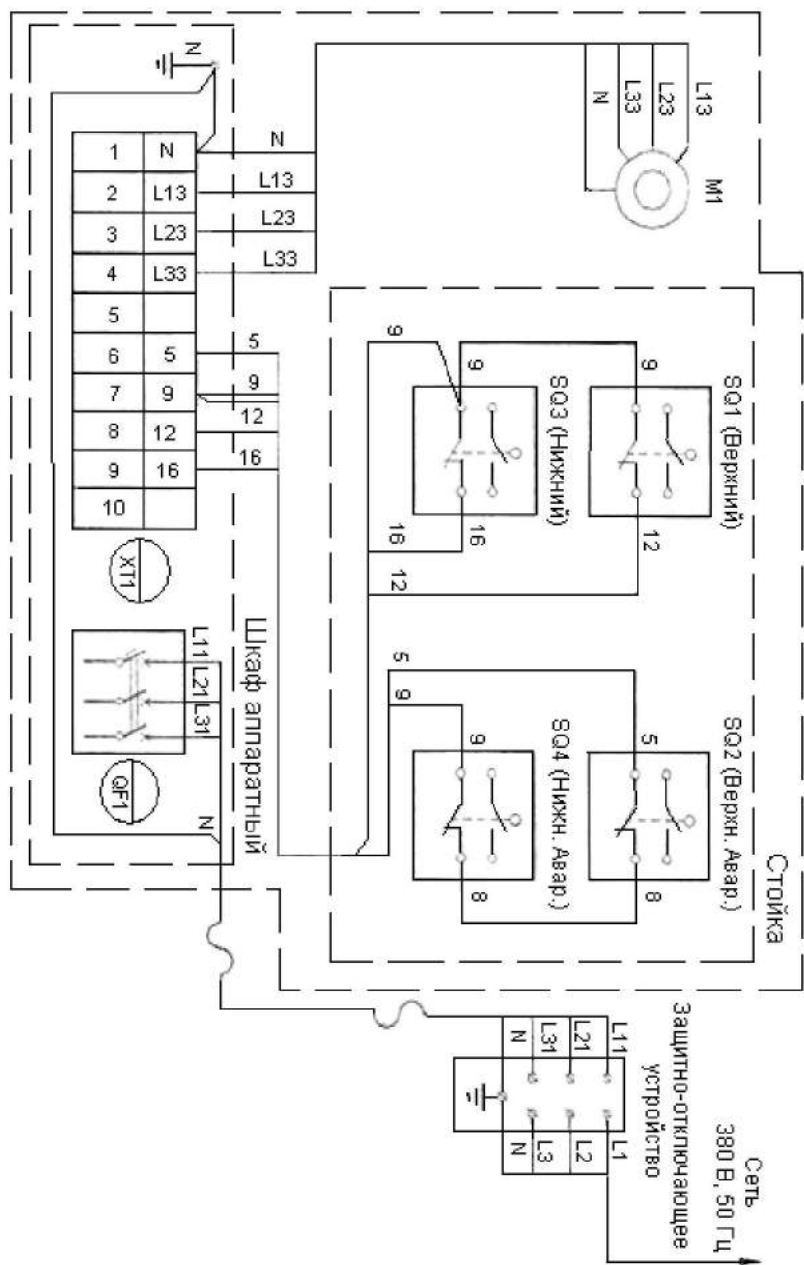 N
1 N
2 L13
3 L23
4 L33
5
6 5
7 9
8 12
9 16
10
XT1
N
L13
L23
L33
5
9
12
16
L13
L23
L33
N
M1
SQ1 (Верхний)
9
12
SQ3 (Нижний)
9
9
16
16
12
SQ2 (Верхн. Авар.)
5
5
8
SQ4 (Нижн. Авар.)
9
9
8
Стойка
Шкаф аппаратный
L11
L21
L31
QF1
N
L11
L21
L31
N
L1
L2
L3
N
Защитно-отключающее
устройство
Сеть
380 В, 50 Гц